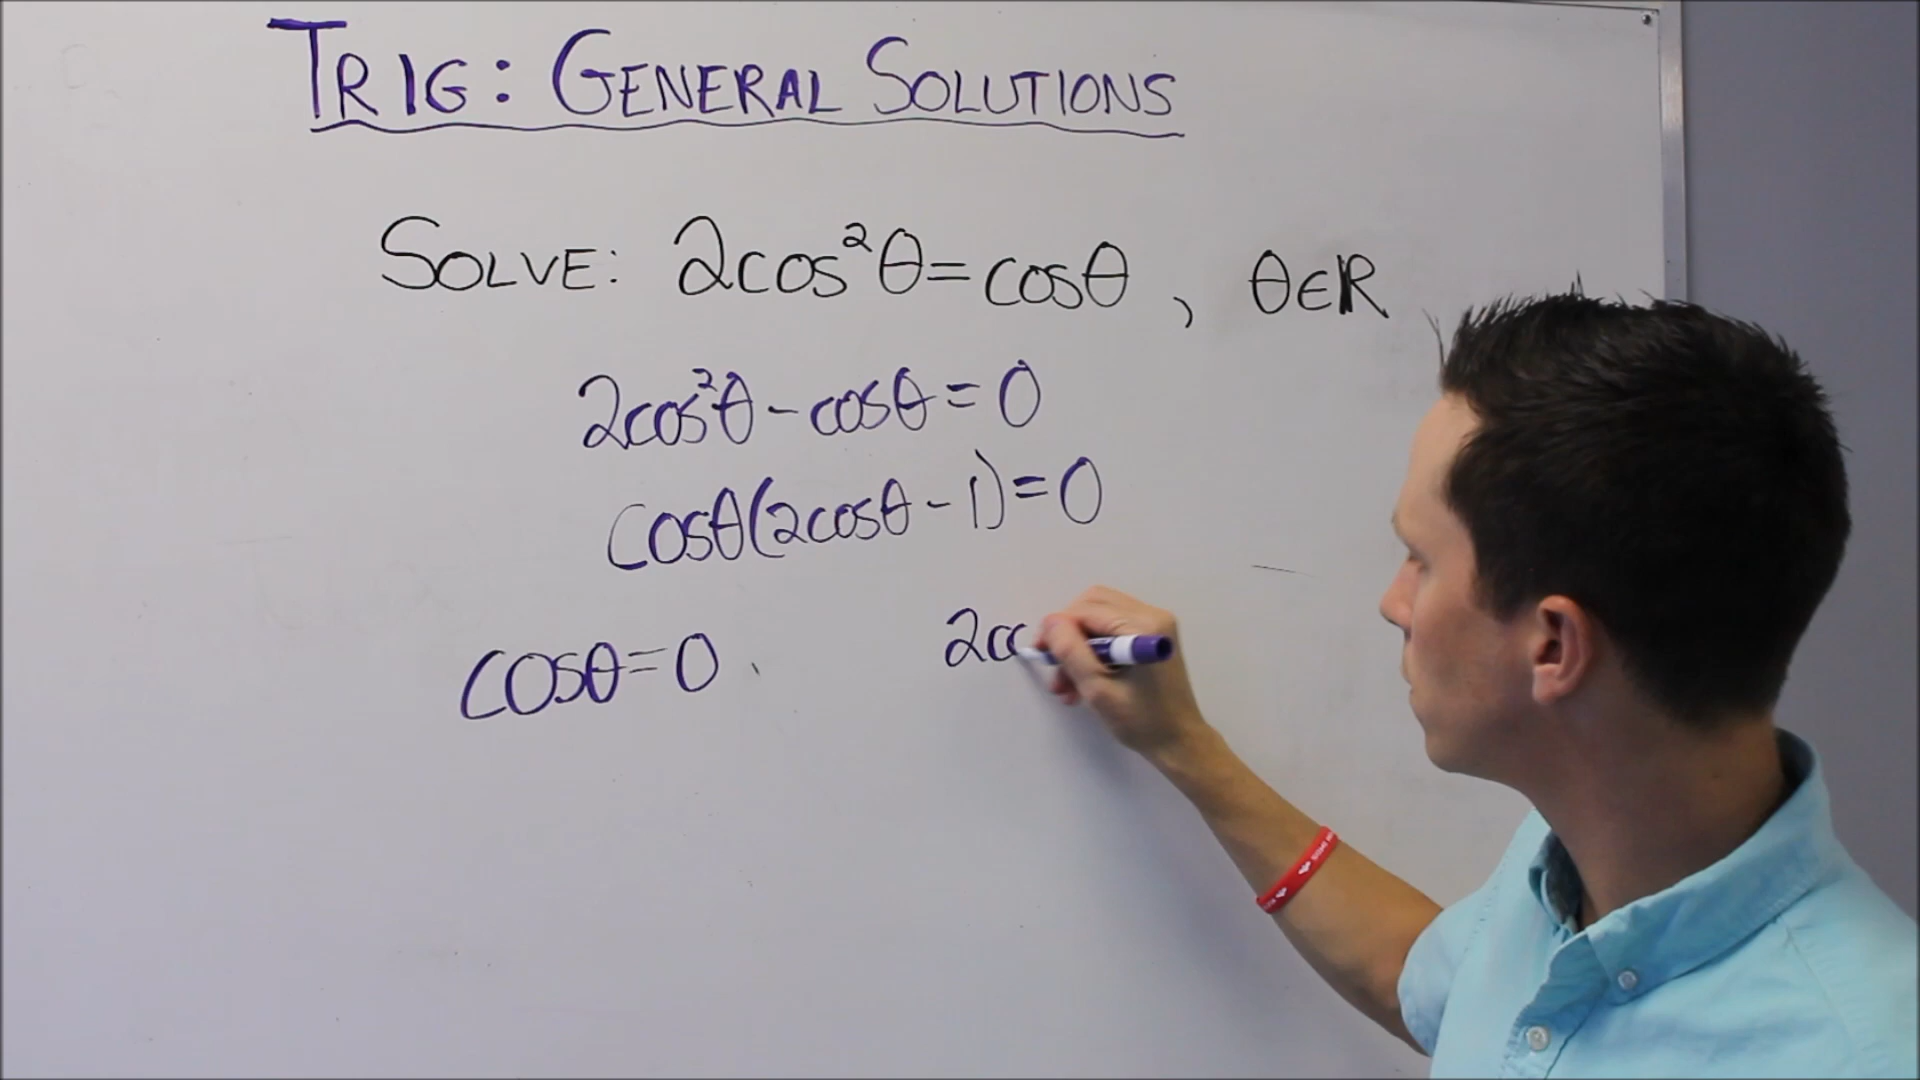 TRIG: GENERAL SOLUTIONS
SOLVE: 2cos²θ=cosθ, θ∈R
2cos²θ-cosθ=0
cosθ(2cosθ-1)=0
cosθ=0 2co